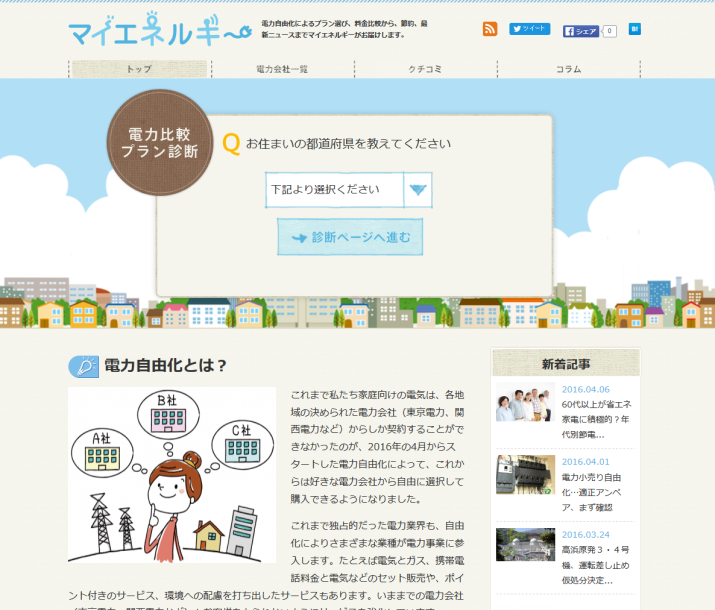 マイエネルギー
電力自由化によるプラン選び、料金比較から、節約、最
新ニュースまでマイエネルギーがお届けします。
ツイート
シェア
0
B!
トップ
電力会社一覧
クチコミ
コラム
電力比較
プラン診断
Q お住まいの都道府県を教えてください
下記より選択ください
診断ページへ進む
電力自由化とは？
A社
B社
C社
これまで私たち家庭向けの電気は、各地
域の決められた電力会社（東京電力、関
西電力など）からしか契約することがで
きなかったのが、2016年の4月からス
タートした電力自由化によって、これか
らは好きな電力会社から自由に選択して
購入できるようになりました。
これまで独占的だった電力業界も、自由
化によりさまざまな業種が電力事業に参
入します。たとえば電気とガス、携帯電
話料金と電気などのセット販売や、ポイ
ント付きのサービス、環境への配慮を打ち出したサービスもあります。いままでの電力会社
新着記事
2016.04.06
60代以上が省エネ
家電に積極的？年
代別節電...
2016.04.01
電力小売り自由
化…適正アンペ
ア、まず確認
2016.03.24
高浜原発３・４号
機、運転差し止め
仮処分決定...